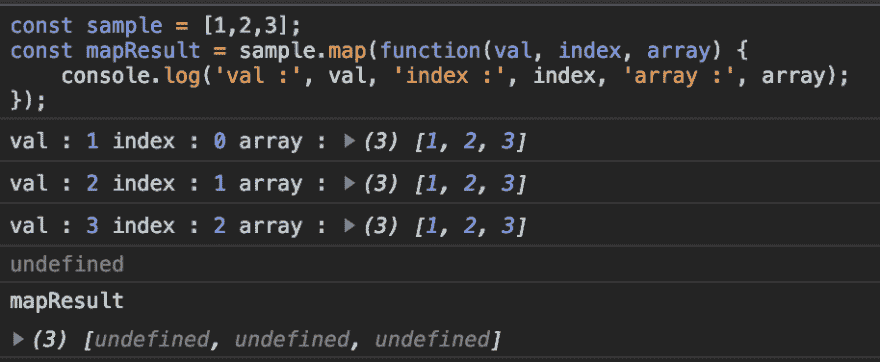 const sample = [1,2,3];
const mapResult = sample.map(function(val, index, array) {
    console.log('val :', val, 'index :', index, 'array :', array);
});
val : 1 index : 0 array : ▶(3) [1, 2, 3]
val : 2 index : 1 array : ▶(3) [1, 2, 3]
val : 3 index : 2 array : ▶(3) [1, 2, 3]
undefined
mapResult
▶(3) [undefined, undefined, undefined]